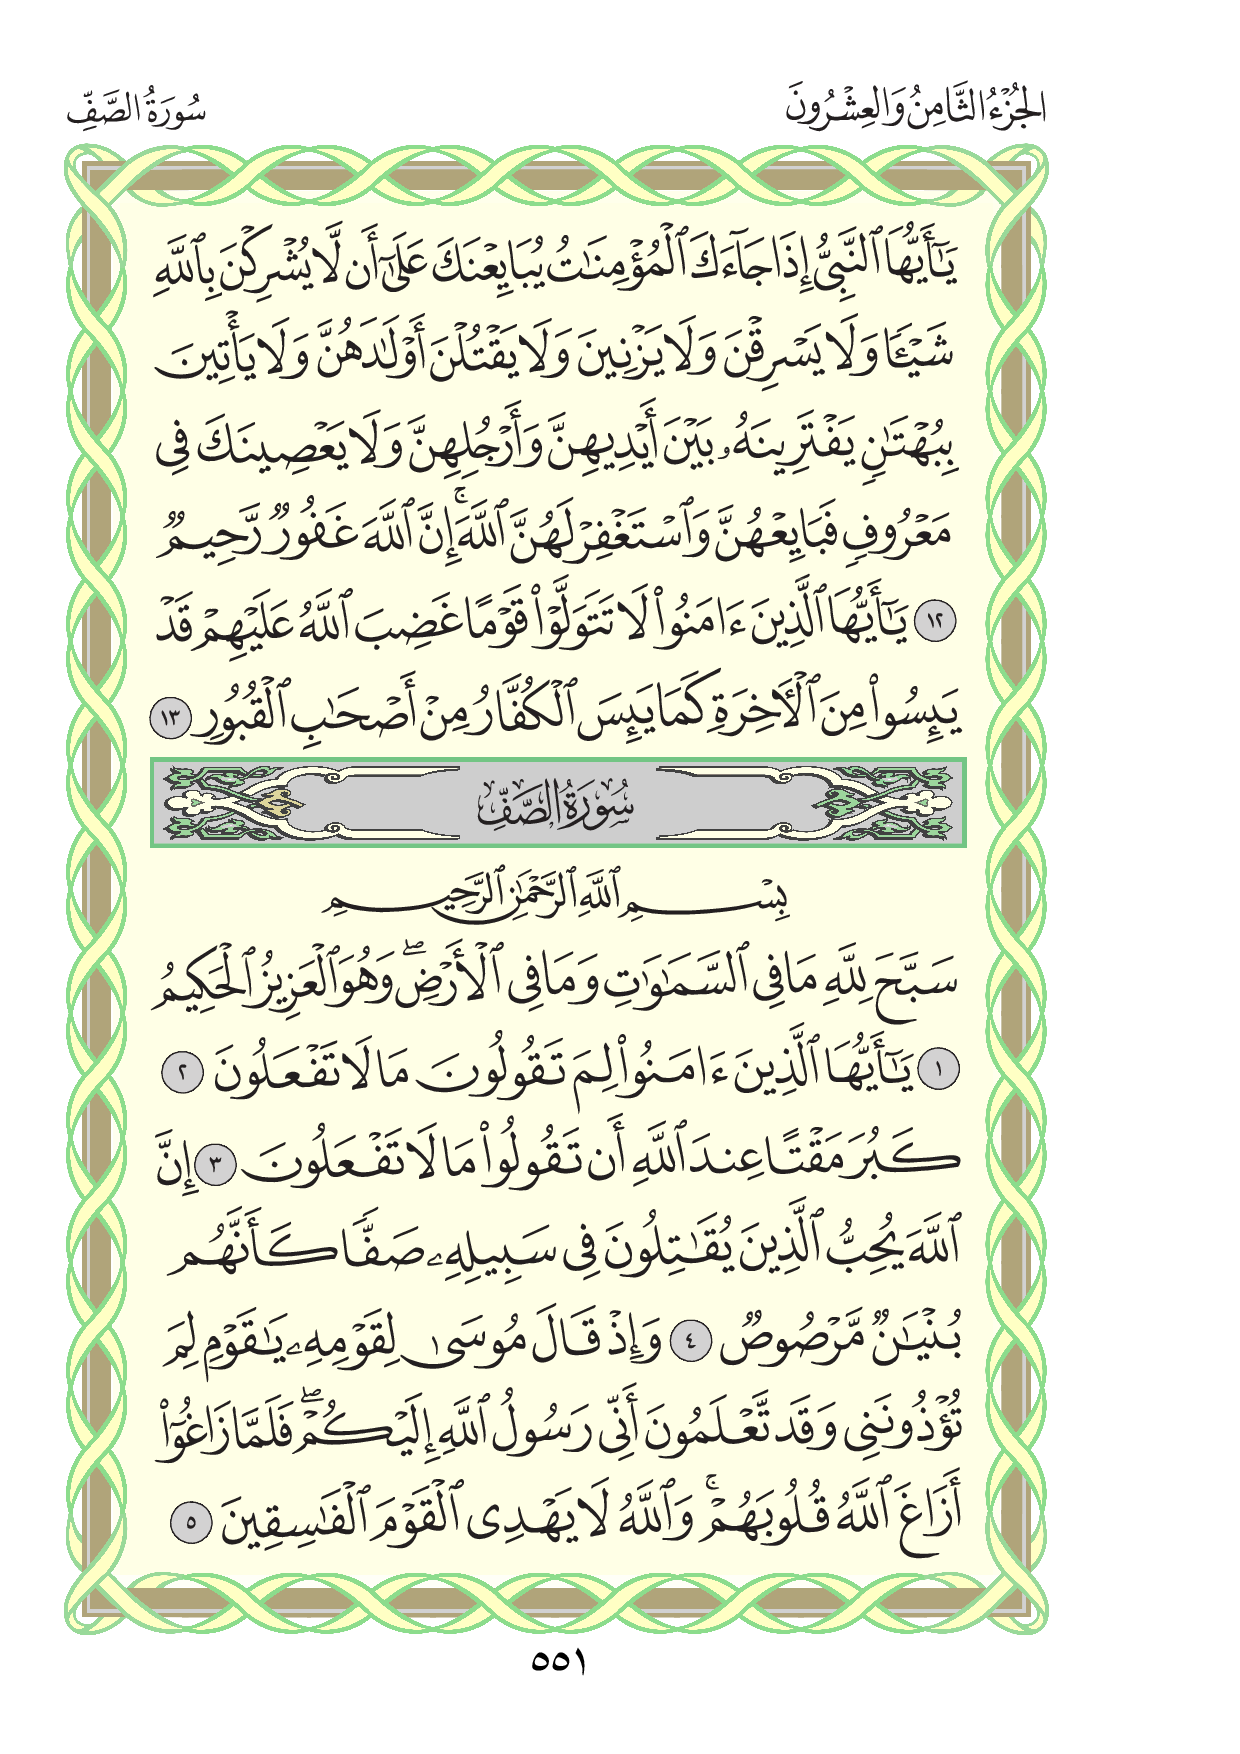 الجُزْءُ الثَّامِنُ وَالعِشْرُونَ
سُورَةُ الصَّفِّ
يَـٰٓأَيُّهَا ٱلنَّبِىُّ إِذَا جَآءَكَ ٱلْمُؤْمِنَـٰتُ يُبَايِعْنَكَ عَلَىٰٓ أَن لَّا يُشْرِكْنَ بِٱللَّهِ
شَيْـًٔا وَلَا يَسْرِقْنَ وَلَا يَزْنِينَ وَلَا يَقْتُلْنَ أَوْلَـٰدَهُنَّ وَلَا يَأْتِينَ
بِبُهْتَـٰنٍ يَفْتَرِينَهُۥ بَيْنَ أَيْدِيهِنَّ وَأَرْجُلِهِنَّ وَلَا يَعْصِينَكَ فِى
مَعْرُوفٍ فَبَايِعْهُنَّ وَٱسْتَغْفِرْ لَهُنَّ ٱللَّهَ ۚ إِنَّ ٱللَّهَ غَفُورٌ رَّحِيمٌ
١٢ يَـٰٓأَيُّهَا ٱلَّذِينَ ءَامَنُوا۟ لَا تَتَوَلَّوْا۟ قَوْمًا غَضِبَ ٱللَّهُ عَلَيْهِمْ قَدْ
يَئِسُوا۟ مِنَ ٱلْـَٔاخِرَةِ كَمَا يَئِسَ ٱلْكُفَّارُ مِنْ أَصْحَـٰبِ ٱلْقُبُورِ ١٣
سُورَةُ الصَّفِّ
بِسْمِ ٱللَّهِ ٱلرَّحْمَـٰنِ ٱلرَّحِيمِ
سَبَّحَ لِلَّهِ مَا فِى ٱلسَّمَـٰوَٰتِ وَمَا فِى ٱلْأَرْضِ ۖ وَهُوَ ٱلْعَزِيزُ ٱلْحَكِيمُ
١ يَـٰٓأَيُّهَا ٱلَّذِينَ ءَامَنُوا۟ لِمَ تَقُولُونَ مَا لَا تَفْعَلُونَ ٢
كَبُرَ مَقْتًا عِندَ ٱللَّهِ أَن تَقُولُوا۟ مَا لَا تَفْعَلُونَ ٣ إِنَّ
ٱللَّهَ يُحِبُّ ٱلَّذِينَ يُقَـٰتِلُونَ فِى سَبِيلِهِۦ صَفًّا كَأَنَّهُم
بُنْيَـٰنٌ مَّرْصُوصٌ ٤ وَإِذْ قَالَ مُوسَىٰ لِقَوْمِهِۦ يَـٰقَوْمِ لِمَ
تُؤْذُونَنِى وَقَد تَّعْلَمُونَ أَنِّى رَسُولُ ٱللَّهِ إِلَيْكُمْ ۖ فَلَمَّا زَاغُوٓا۟
أَزَاغَ ٱللَّهُ قُلُوبَهُمْ ۚ وَٱللَّهُ لَا يَهْدِى ٱلْقَوْمَ ٱلْفَـٰسِقِينَ ٥
٥٥١